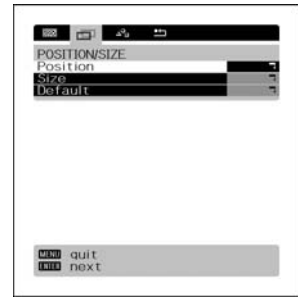 POSITION/SIZE
Position
Size
Default
MENU quit
ENTER next